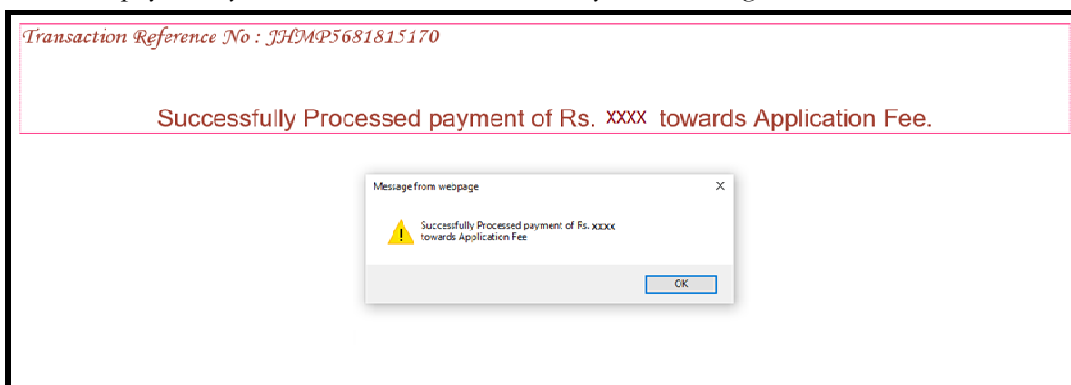 Transaction Reference No : JHMP5681815170
Successfully Processed payment of Rs. xxxx towards Application Fee.
Message from webpage
X
Successfully Processed payment of Rs. xxxx
towards Application Fee
OK